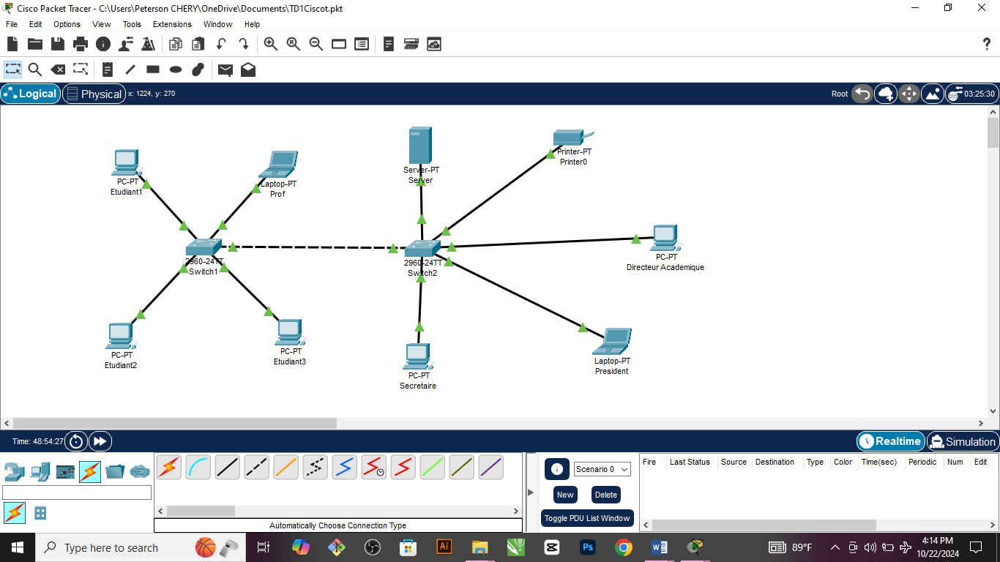 Cisco Packet Tracer - C:\Users\Peterson CHERY\OneDrive\Documents\TD1Ciscot.pkt
File Edit Options View Tools Extensions Window Help
?
Logical Physical x: 1224, y: 270 Root 03:25:30
Server-PT
Server
Printer-PT
Printer0
PC-PT
Etudiant1
Laptop-PT
Prof
2960-24TT
Switch1
2960-24TT
Switch2
PC-PT
Directeur Academique
PC-PT
Etudiant2
PC-PT
Etudiant3
PC-PT
Secretaire
Laptop-PT
President
Time: 48:54:27 Realtime Simulation
Scenario 0
New Delete
Toggle PDU List Window
Fire Last Status Source Destination Type Color Time(sec) Periodic Num Edit
Automatically Choose Connection Type
Type here to search
Ai
Ps
89°F
4:14 PM
10/22/2024